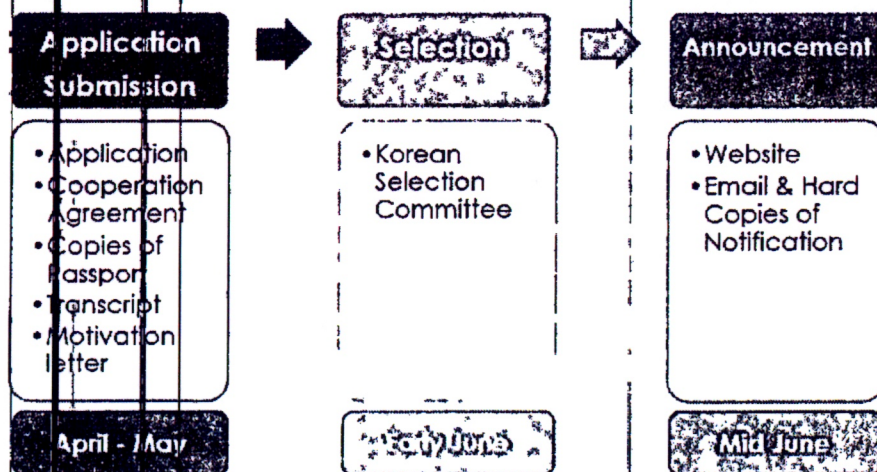 Application
Submission
• Application
• Cooperation
Agreement
• Copies of
Passport
• Transcript
• Motivation
letter
April - May
Selection
• Korean
Selection
Committee
Early June
Announcement
• Website
• Email & Hard
Copies of
Notification
Mid June